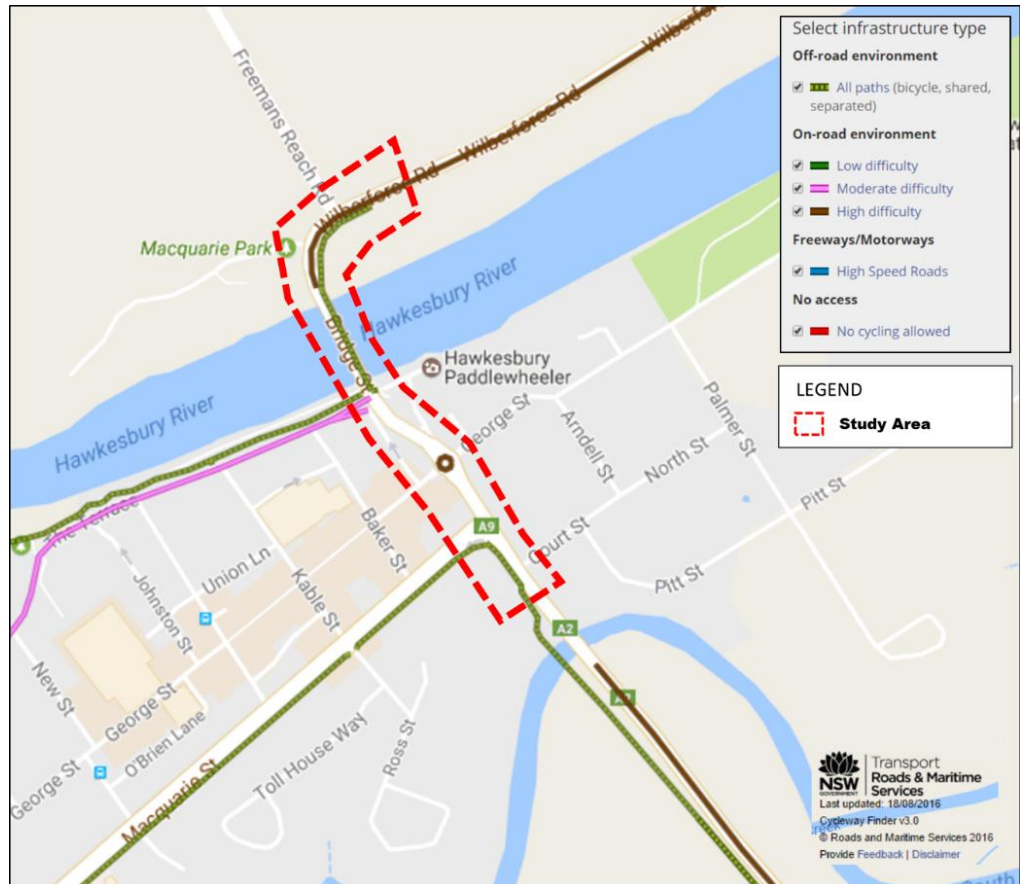 Select infrastructure type
Off-road environment
All paths (bicycle, shared,
separated)
On-road environment
Low difficulty
Moderate difficulty
High difficulty
Freeways/Motorways
High Speed Roads
No access
No cycling allowed
LEGEND
Study Area
Freemans Reach Rd
Wilberforce Rd
Wilberforce Rd
Wilberforce Rd
Macquarie Park
Hawkesbury River
Hawkesbury River
Bridge St
Hawkesbury
Paddlewheeler
George St
Arndell St
Palmer St
North St
Pitt St
The Terrace
Baker St
A9
Court St
Pitt St
Union Ln
Johnston St
Kable St
A2
New St
George St
O'Brien Lane
George St
Toll House Way
Ross St
Macquarie St
NSW
GOVERNMENT
Transport
Roads & Maritime
Services
Last updated: 18/08/2016
Cycleway Finder v3.0
© Roads and Maritime Services 2016
Provide Feedback | Disclaimer
South